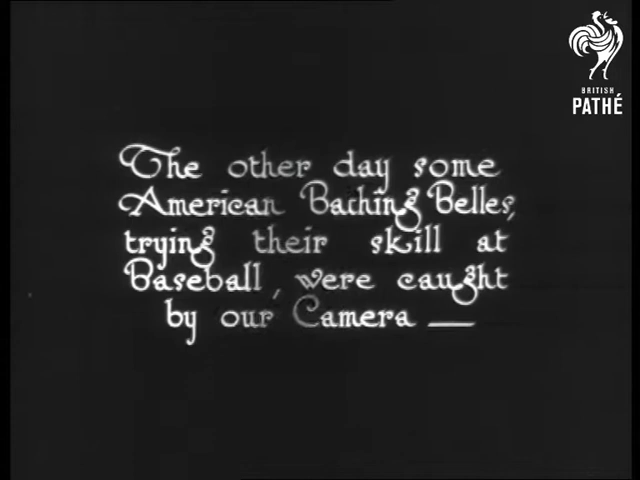 BRITISH
PATHÉ
The other day some
American Bathing Belles,
trying their skill at
Baseball, were caught
by our Camera —